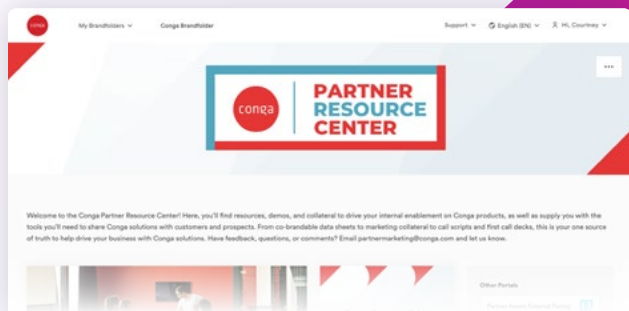 conga My Brandfolders Conga Brandfolder Support English (EN) Hi, Courtney
...
conga
PARTNER
RESOURCE
CENTER
Welcome to the Conga Partner Resource Center! Here, you'll find resources, demos, and collateral to drive your internal enablement on Conga products, as well as supply you with the
tools you'll need to share Conga solutions with customers and prospects. From co-brandable data sheets to marketing collateral to call scripts and first call decks, this is your one source
of truth to help drive your business with Conga solutions. Have feedback, questions, or comments? Email partnermarketing@conga.com and let us know.
Other Portals